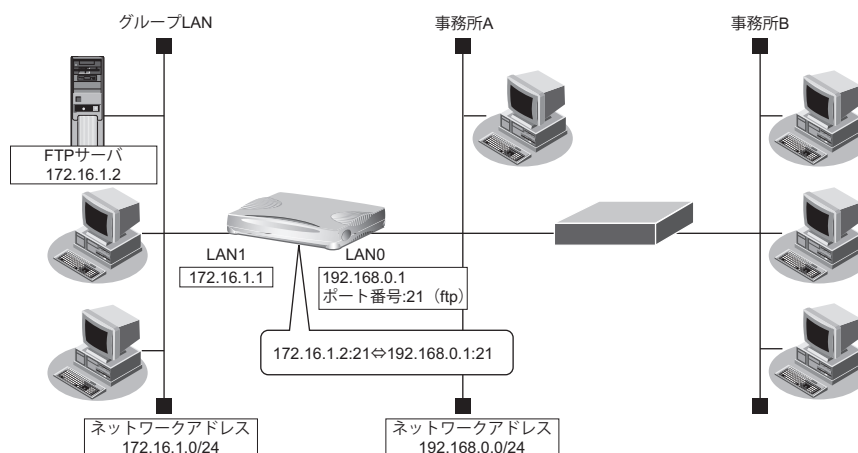 グループLAN
事務所A
事務所B
FTPサーバ
172.16.1.2
LAN1
172.16.1.1
LAN0
192.168.0.1
ポート番号:21（ftp）
172.16.1.2:21⇔192.168.0.1:21
ネットワークアドレス
172.16.1.0/24
ネットワークアドレス
192.168.0.0/24